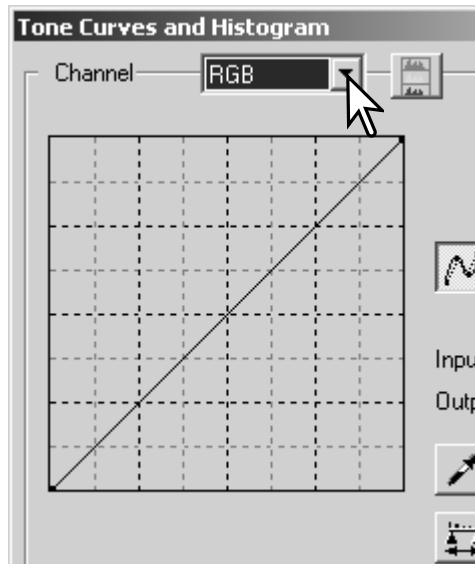 Tone Curves and Histogram
Channel
RGB
Inpu
Outp